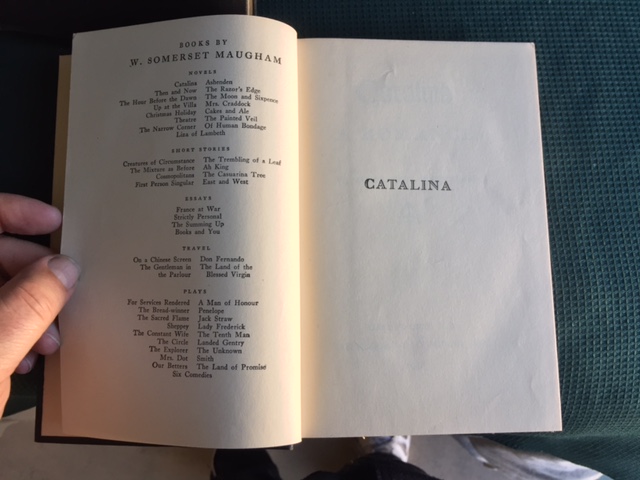 BOOKS BY
W. SOMERSET MAUGHAM
NOVELS
Catalina Ashenden
Then and Now The Razor's Edge
The Hour Before the Dawn The Moon and Sixpence
Up at the Villa Mrs. Craddock
Christmas Holiday Cakes and Ale
Theatre The Painted Veil
The Narrow Corner Of Human Bondage
Liza of Lambeth
SHORT STORIES
Creatures of Circumstance The Trembling of a Leaf
The Mixture as Before Ah King
Cosmopolitans The Casuarina Tree
First Person Singular East and West
ESSAYS
France at War
Strictly Personal
The Summing Up
Books and You
TRAVEL
On a Chinese Screen Don Fernando
The Gentleman in The Land of the
the Parlour Blessed Virgin
PLAYS
For Services Rendered A Man of Honour
The Bread-winner Penelope
The Sacred Flame Jack Straw
Sheppey Lady Frederick
The Constant Wife The Tenth Man
The Circle Landed Gentry
The Explorer The Unknown
Mrs. Dot Smith
Our Betters The Land of Promise
Six Comedies
CATALINA